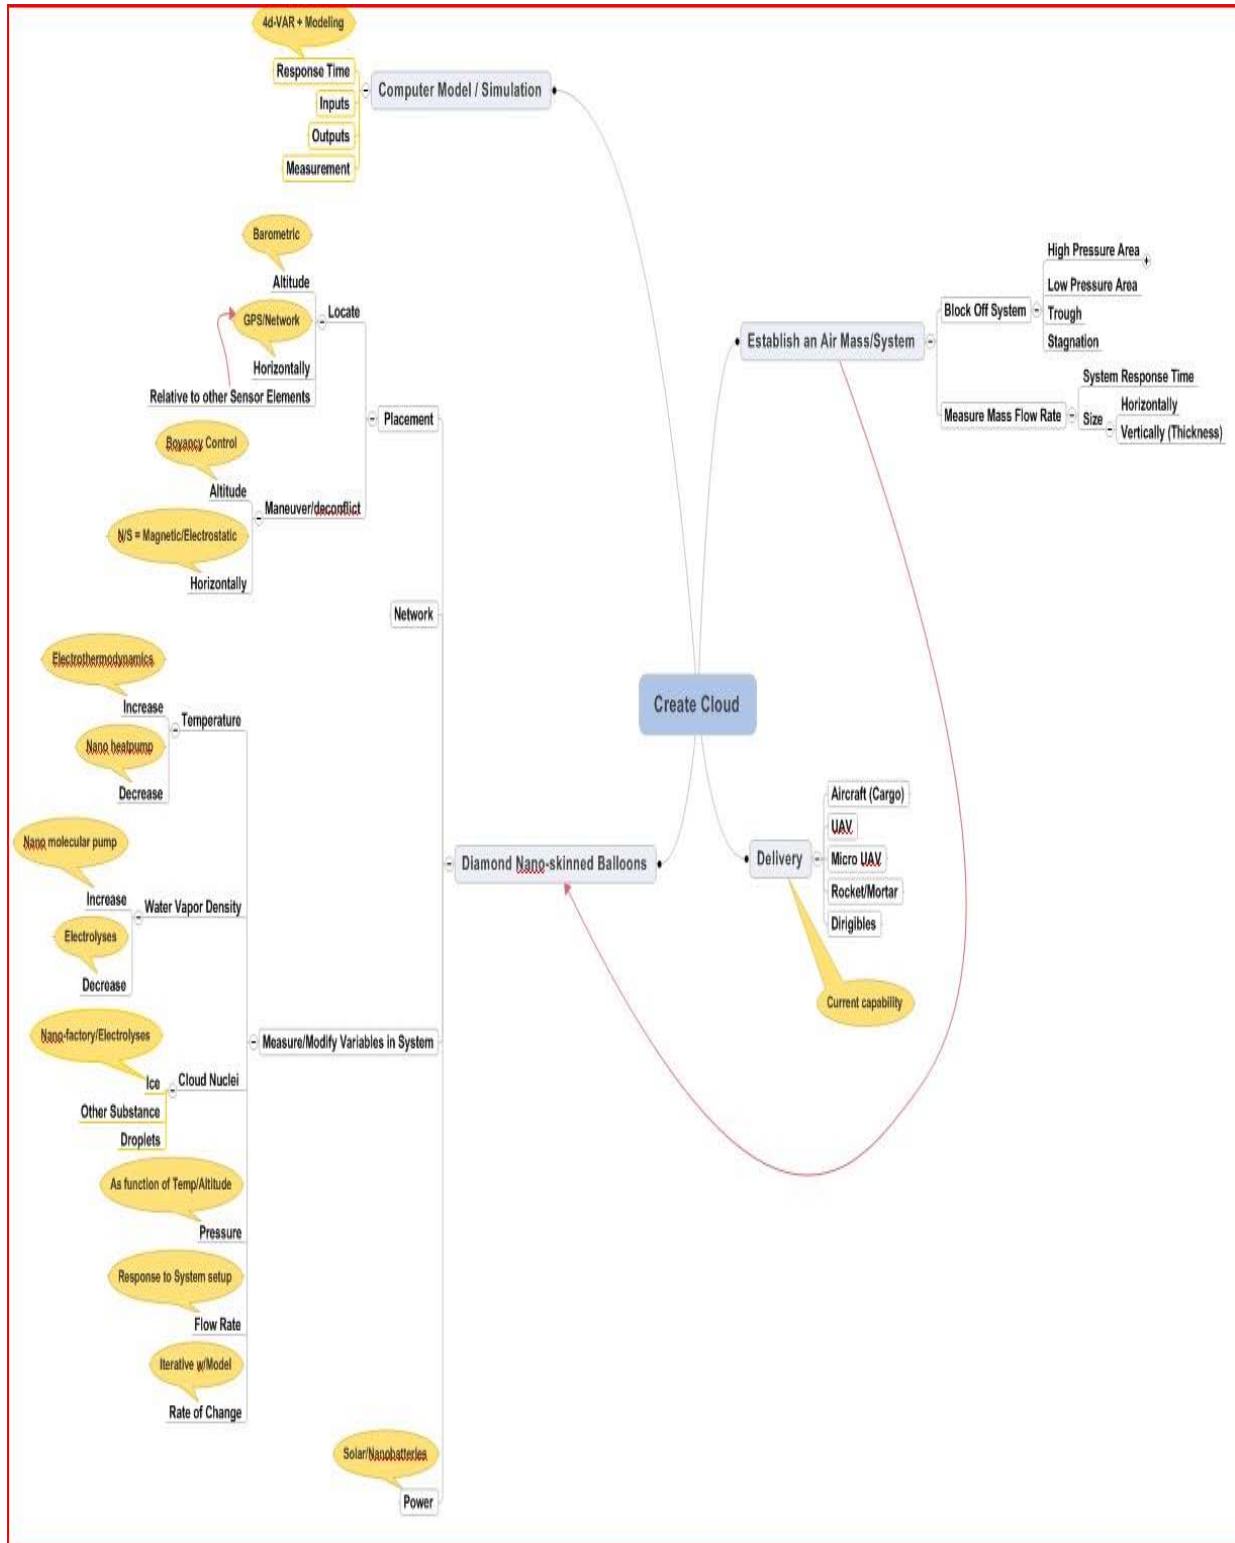 4d-VAR + Modeling
Response Time
Inputs
Outputs
Measurement
Computer Model / Simulation
Barometric
Altitude
GPS/Network
Horizontally
Relative to other Sensor Elements
Locate
Placement
Boyancy Control
Altitude
N/S = Magnetic/Electrostatic
Horizontally
Maneuver/deconflict
Network
Electrothermodynamics
Increase
Nano heatpump
Decrease
Temperature
Nano molecular pump
Increase
Electrolyses
Decrease
Water Vapor Density
Nano-factory/Electrolyses
Ice
Other Substance
Droplets
Cloud Nuclei
As function of Temp/Altitude
Pressure
Response to System setup
Flow Rate
Iterative w/Model
Rate of Change
Measure/Modify Variables in System
Solar/Nanobatteries
Power
Diamond Nano-skinned Balloons
Create Cloud
Establish an Air Mass/System
Block Off System
High Pressure Area
Low Pressure Area
Trough
Stagnation
Measure Mass Flow Rate
System Response Time
Size
Horizontally
Vertically (Thickness)
Delivery
Aircraft (Cargo)
UAV
Micro UAV
Rocket/Mortar
Dirigibles
Current capability